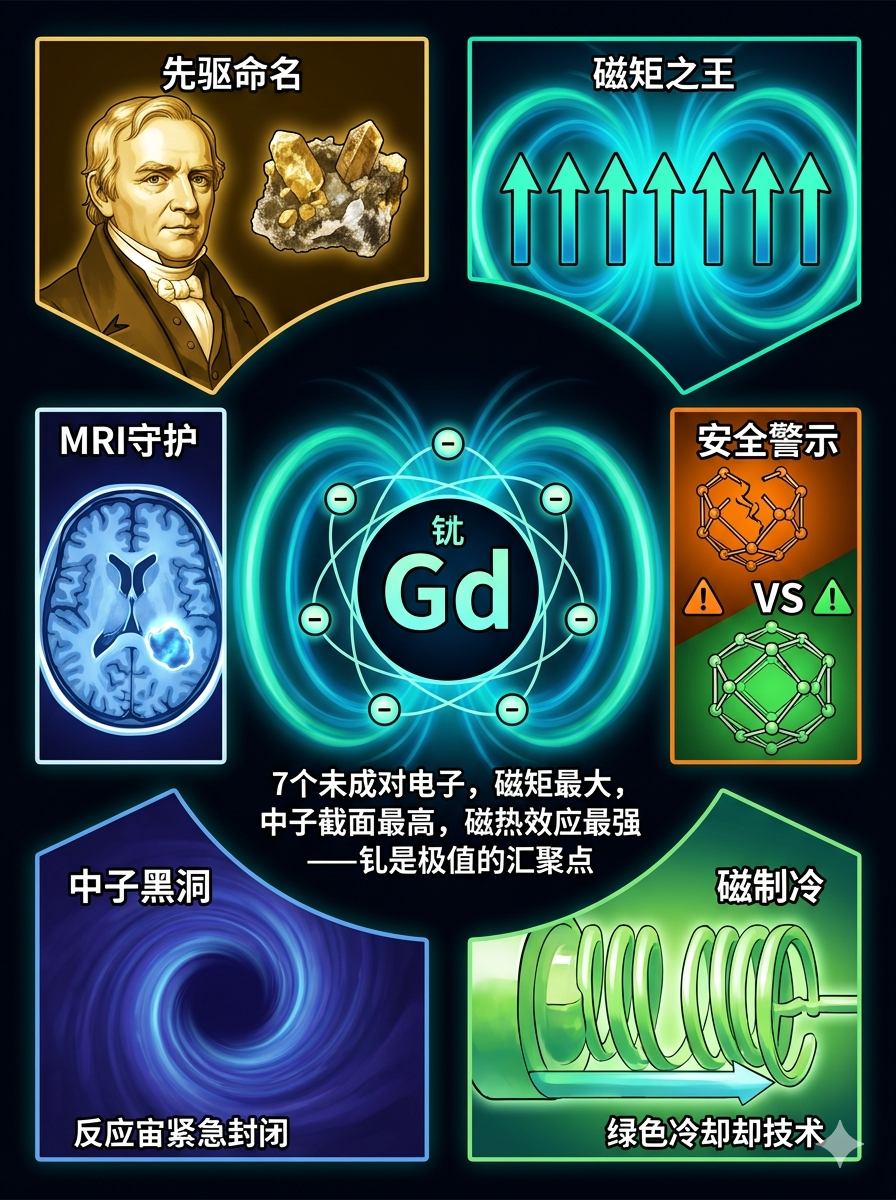 先驱命名
磁矩之王
MRI守护
安全警示
VS
Gd
7个未成对电子，磁矩最大，
中子截面最高，磁热效应最强
——钆是极值的汇聚点
中子黑洞
反应宙紧急封闭
磁制冷
绿色冷却却技术